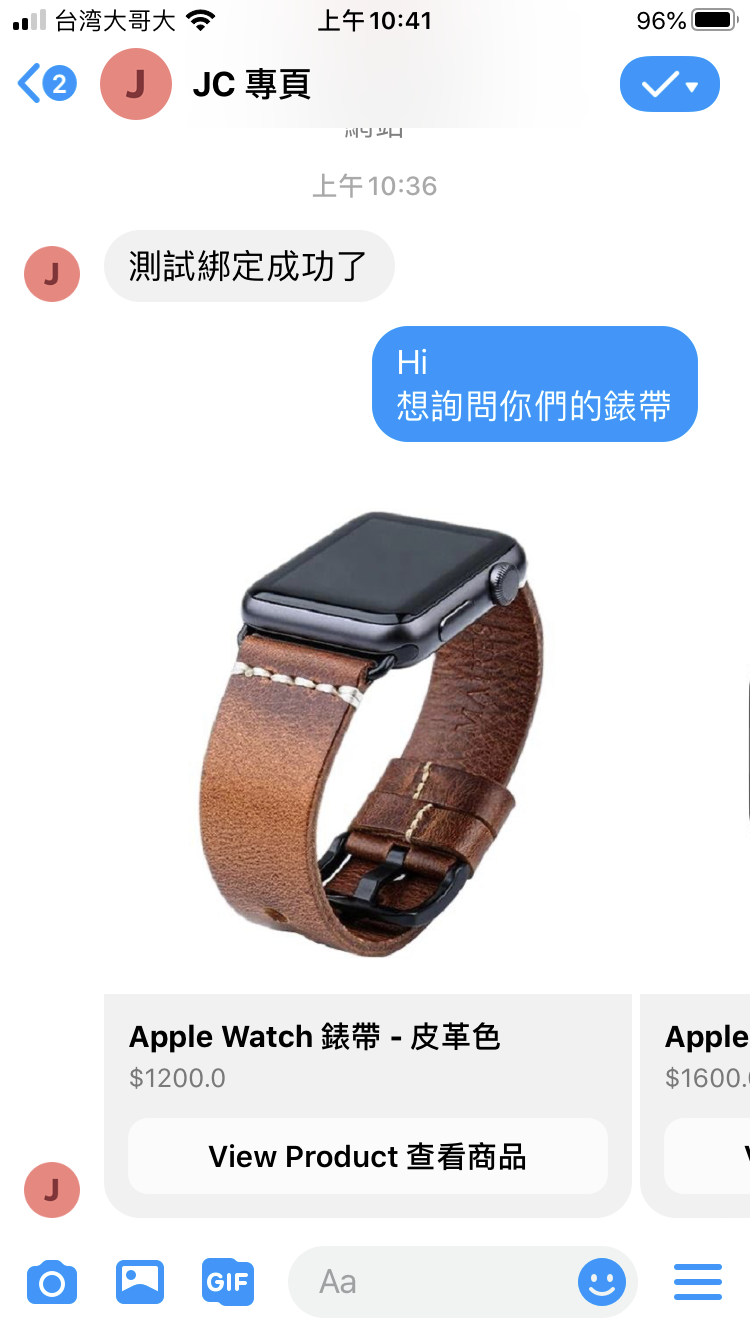 台湾大哥大
上午10:41
96%
2
J
JC 專頁
網站
上午10:36
J
測試綁定成功了
Hi
想詢問你們的錶帶
Apple Watch 錶帶 - 皮革色
$1200.0
View Product 查看商品
Apple
$1600.
J
GIF
Aa